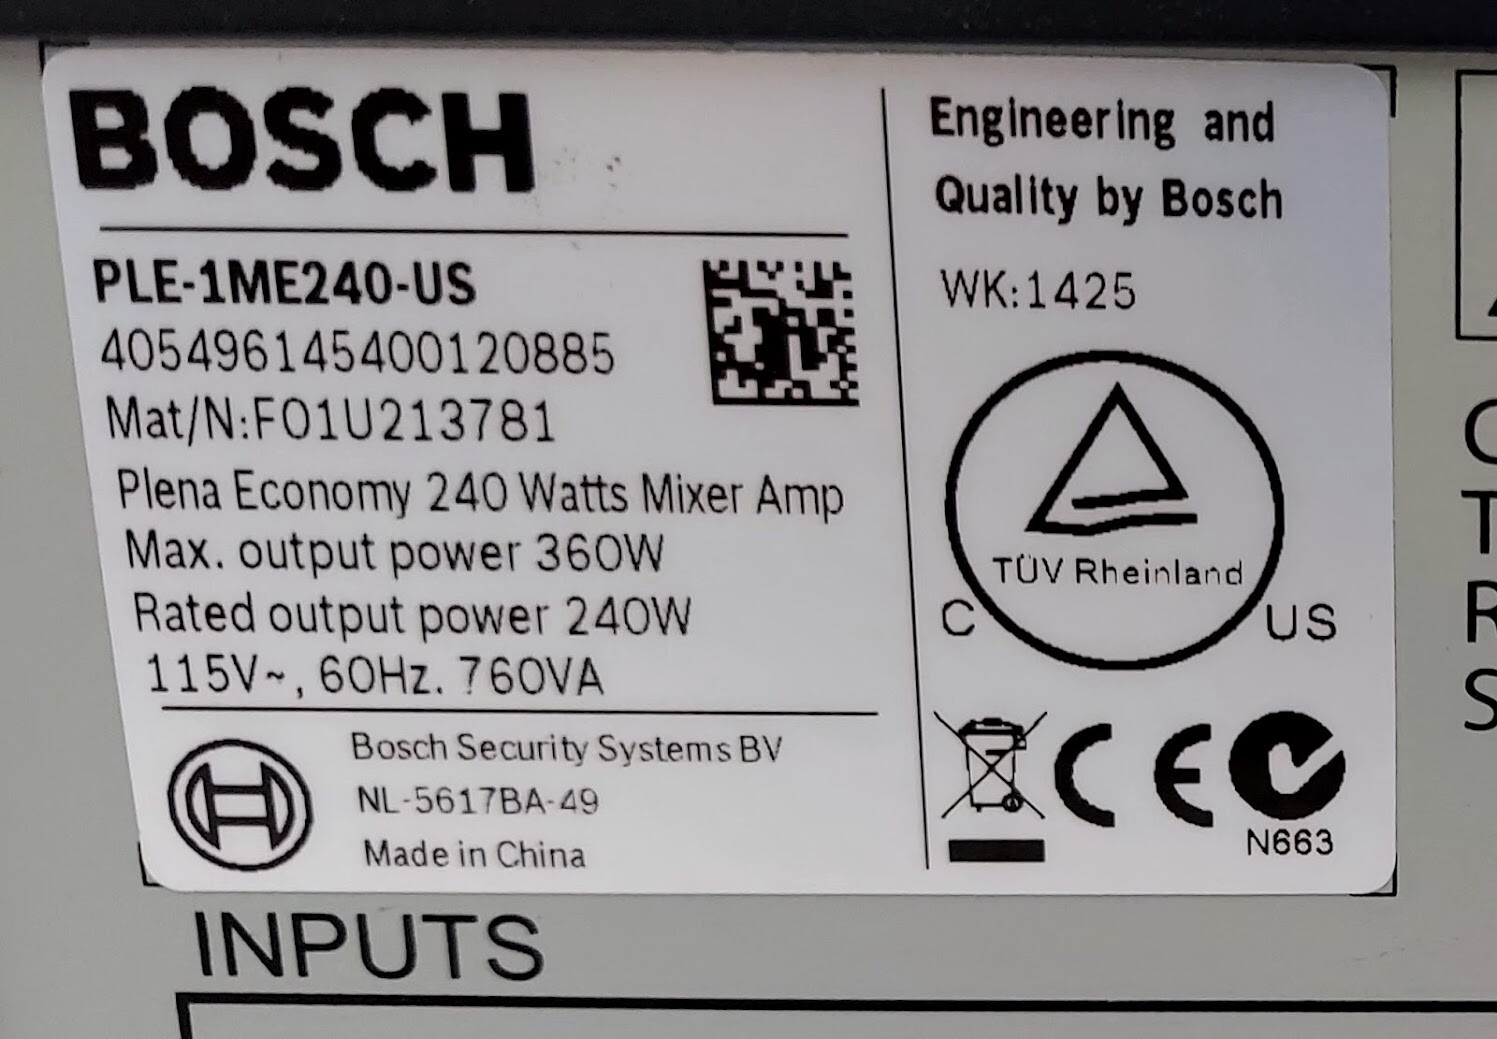 BOSCH
PLE-1ME240-US
405496145400120885
Mat/N:F01U213781
Plena Economy 240 Watts Mixer Amp
Max. output power 360W
Rated output power 240W
115V~, 60Hz. 760VA
Bosch Security Systems BV
NL-5617BA-49
Made in China
Engineering and
Quality by Bosch
WK:1425
TÜV Rheinland
C US
CE
N663
INPUTS